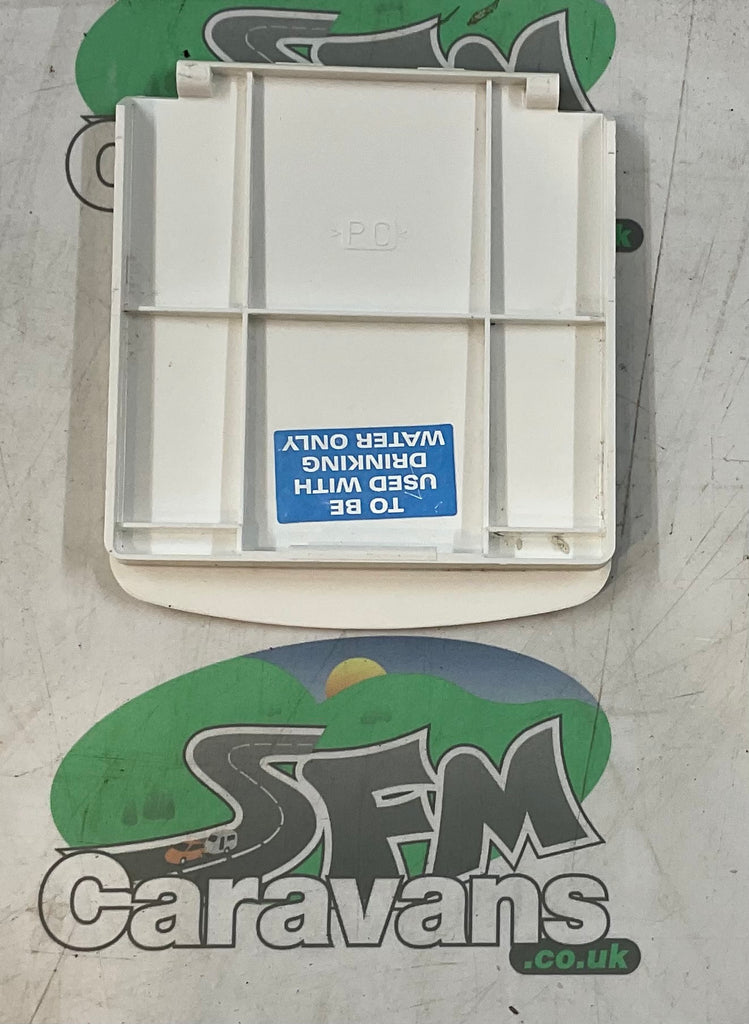 >PC<
TO BE
USED WITH
DRINKING
WATER ONLY
SFM
Caravans
.co.uk